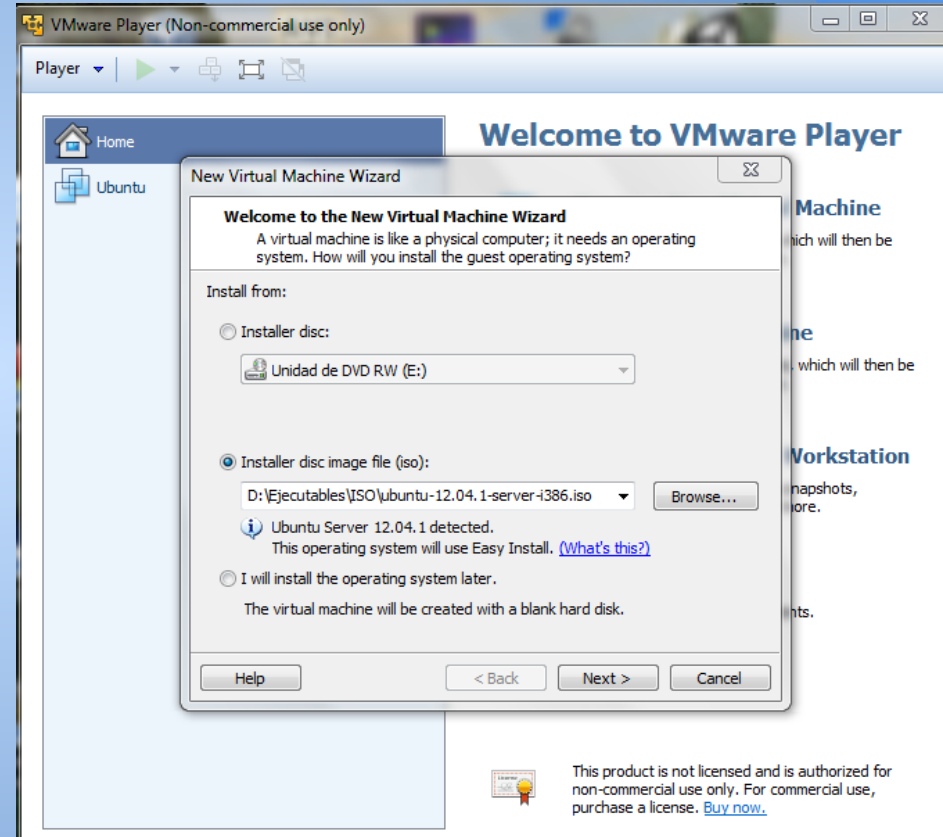 VMware Player (Non-commercial use only)
Player
Home
Ubuntu
Welcome to VMware Player
Machine
which will then be
which will then be
Workstation
snapshots,
more.
New Virtual Machine Wizard
Welcome to the New Virtual Machine Wizard
A virtual machine is like a physical computer; it needs an operating
system. How will you install the guest operating system?
Install from:
Installer disc:
Unidad de DVD RW (E:)
Installer disc image file (iso):
D:\Ejecutables\ISO\ubuntu-12.04.1-server-i386.iso
Browse...
Ubuntu Server 12.04.1 detected.
This operating system will use Easy Install. (What's this?)
I will install the operating system later.
The virtual machine will be created with a blank hard disk.
Help
< Back
Next >
Cancel
This product is not licensed and is authorized for
non-commercial use only. For commercial use,
purchase a license. Buy now.